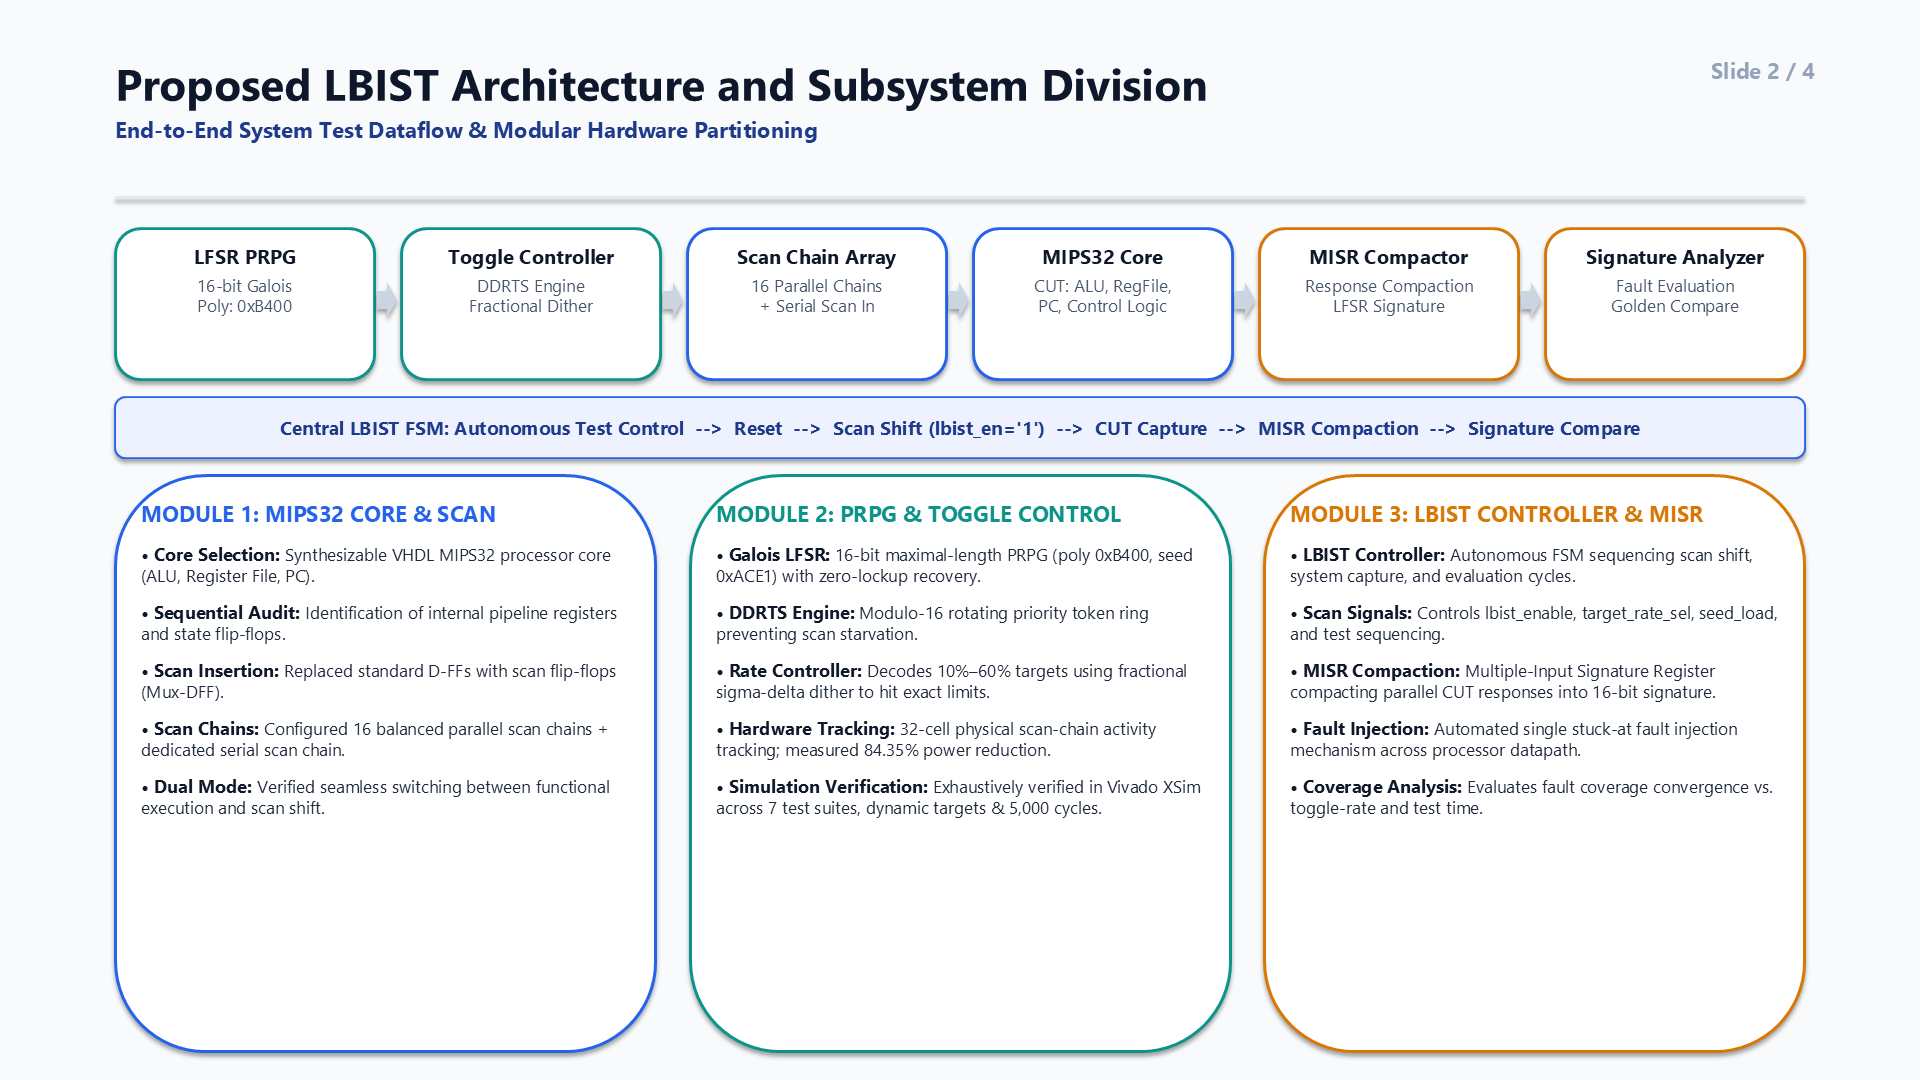 Proposed LBIST Architecture and Subsystem Division
Slide 2 / 4
End-to-End System Test Dataflow & Modular Hardware Partitioning
LFSR PRPG
16-bit Galois
Poly: 0xB400
Toggle Controller
DDRTS Engine
Fractional Dither
Scan Chain Array
16 Parallel Chains
+ Serial Scan In
MIPS32 Core
CUT: ALU, RegFile,
PC, Control Logic
MISR Compactor
Response Compaction
LFSR Signature
Signature Analyzer
Fault Evaluation
Golden Compare
Central LBIST FSM: Autonomous Test Control --> Reset --> Scan Shift (lbist_en='1') --> CUT Capture --> MISR Compaction --> Signature Compare
MODULE 1: MIPS32 CORE & SCAN
• Core Selection: Synthesizable VHDL MIPS32 processor core
(ALU, Register File, PC).
• Sequential Audit: Identification of internal pipeline registers
and state flip-flops.
• Scan Insertion: Replaced standard D-FFs with scan flip-flops
(Mux-DFF).
• Scan Chains: Configured 16 balanced parallel scan chains +
dedicated serial scan chain.
• Dual Mode: Verified seamless switching between functional
execution and scan shift.
MODULE 2: PRPG & TOGGLE CONTROL
• Galois LFSR: 16-bit maximal-length PRPG (poly 0xB400, seed
0xACE1) with zero-lockup recovery.
• DDRTS Engine: Modulo-16 rotating priority token ring
preventing scan starvation.
• Rate Controller: Decodes 10%–60% targets using fractional
sigma-delta dither to hit exact limits.
• Hardware Tracking: 32-cell physical scan-chain activity
tracking; measured 84.35% power reduction.
• Simulation Verification: Exhaustively verified in Vivado XSim
across 7 test suites, dynamic targets & 5,000 cycles.
MODULE 3: LBIST CONTROLLER & MISR
• LBIST Controller: Autonomous FSM sequencing scan shift,
system capture, and evaluation cycles.
• Scan Signals: Controls lbist_enable, target_rate_sel, seed_load,
and test sequencing.
• MISR Compaction: Multiple-Input Signature Register
compacting parallel CUT responses into 16-bit signature.
• Fault Injection: Automated single stuck-at fault injection
mechanism across processor datapath.
• Coverage Analysis: Evaluates fault coverage convergence vs.
toggle-rate and test time.